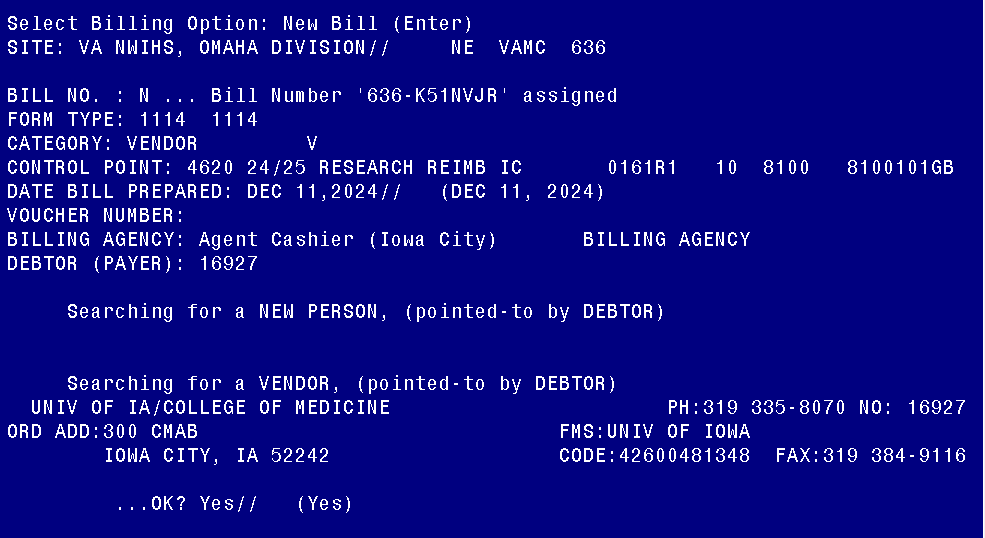 Select Billing Option: New Bill (Enter)
SITE: VA NWIHS, OMAHA DIVISION// NE VAMC 636
BILL NO. : N ... Bill Number '636-K51NVJR' assigned
FORM TYPE: 1114 1114
CATEGORY: VENDOR V
CONTROL POINT: 4620 24/25 RESEARCH REIMB IC 0161R1 10 8100 8100101GB
DATE BILL PREPARED: DEC 11,2024// (DEC 11, 2024)
VOUCHER NUMBER:
BILLING AGENCY: Agent Cashier (Iowa City) BILLING AGENCY
DEBTOR (PAYER): 16927
Searching for a NEW PERSON, (pointed-to by DEBTOR)
Searching for a VENDOR, (pointed-to by DEBTOR)
UNIV OF IA/COLLEGE OF MEDICINE PH:319 335-8070 NO: 16927
ORD ADD:300 CMAB FMS:UNIV OF IOWA
IOWA CITY, IA 52242 CODE:42600481348 FAX:319 384-9116
...OK? Yes// (Yes)